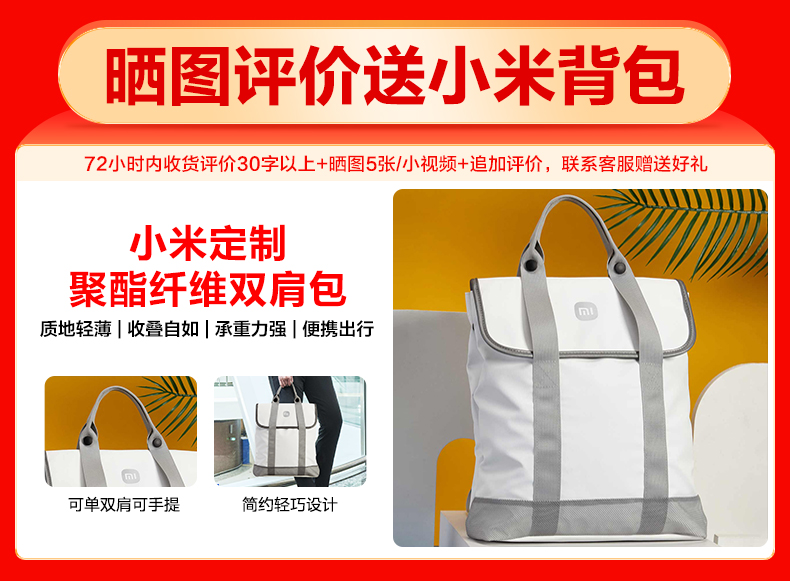 晒图评价送小米背包
72小时内收货评价30字以上+晒图5张/小视频+追加评价，联系客服赠送好礼
小米定制
聚酯纤维双肩包
质地轻薄 | 收叠自如 | 承重力强 | 便携出行
mi
mi
mi
可单双肩可手提
简约轻巧设计